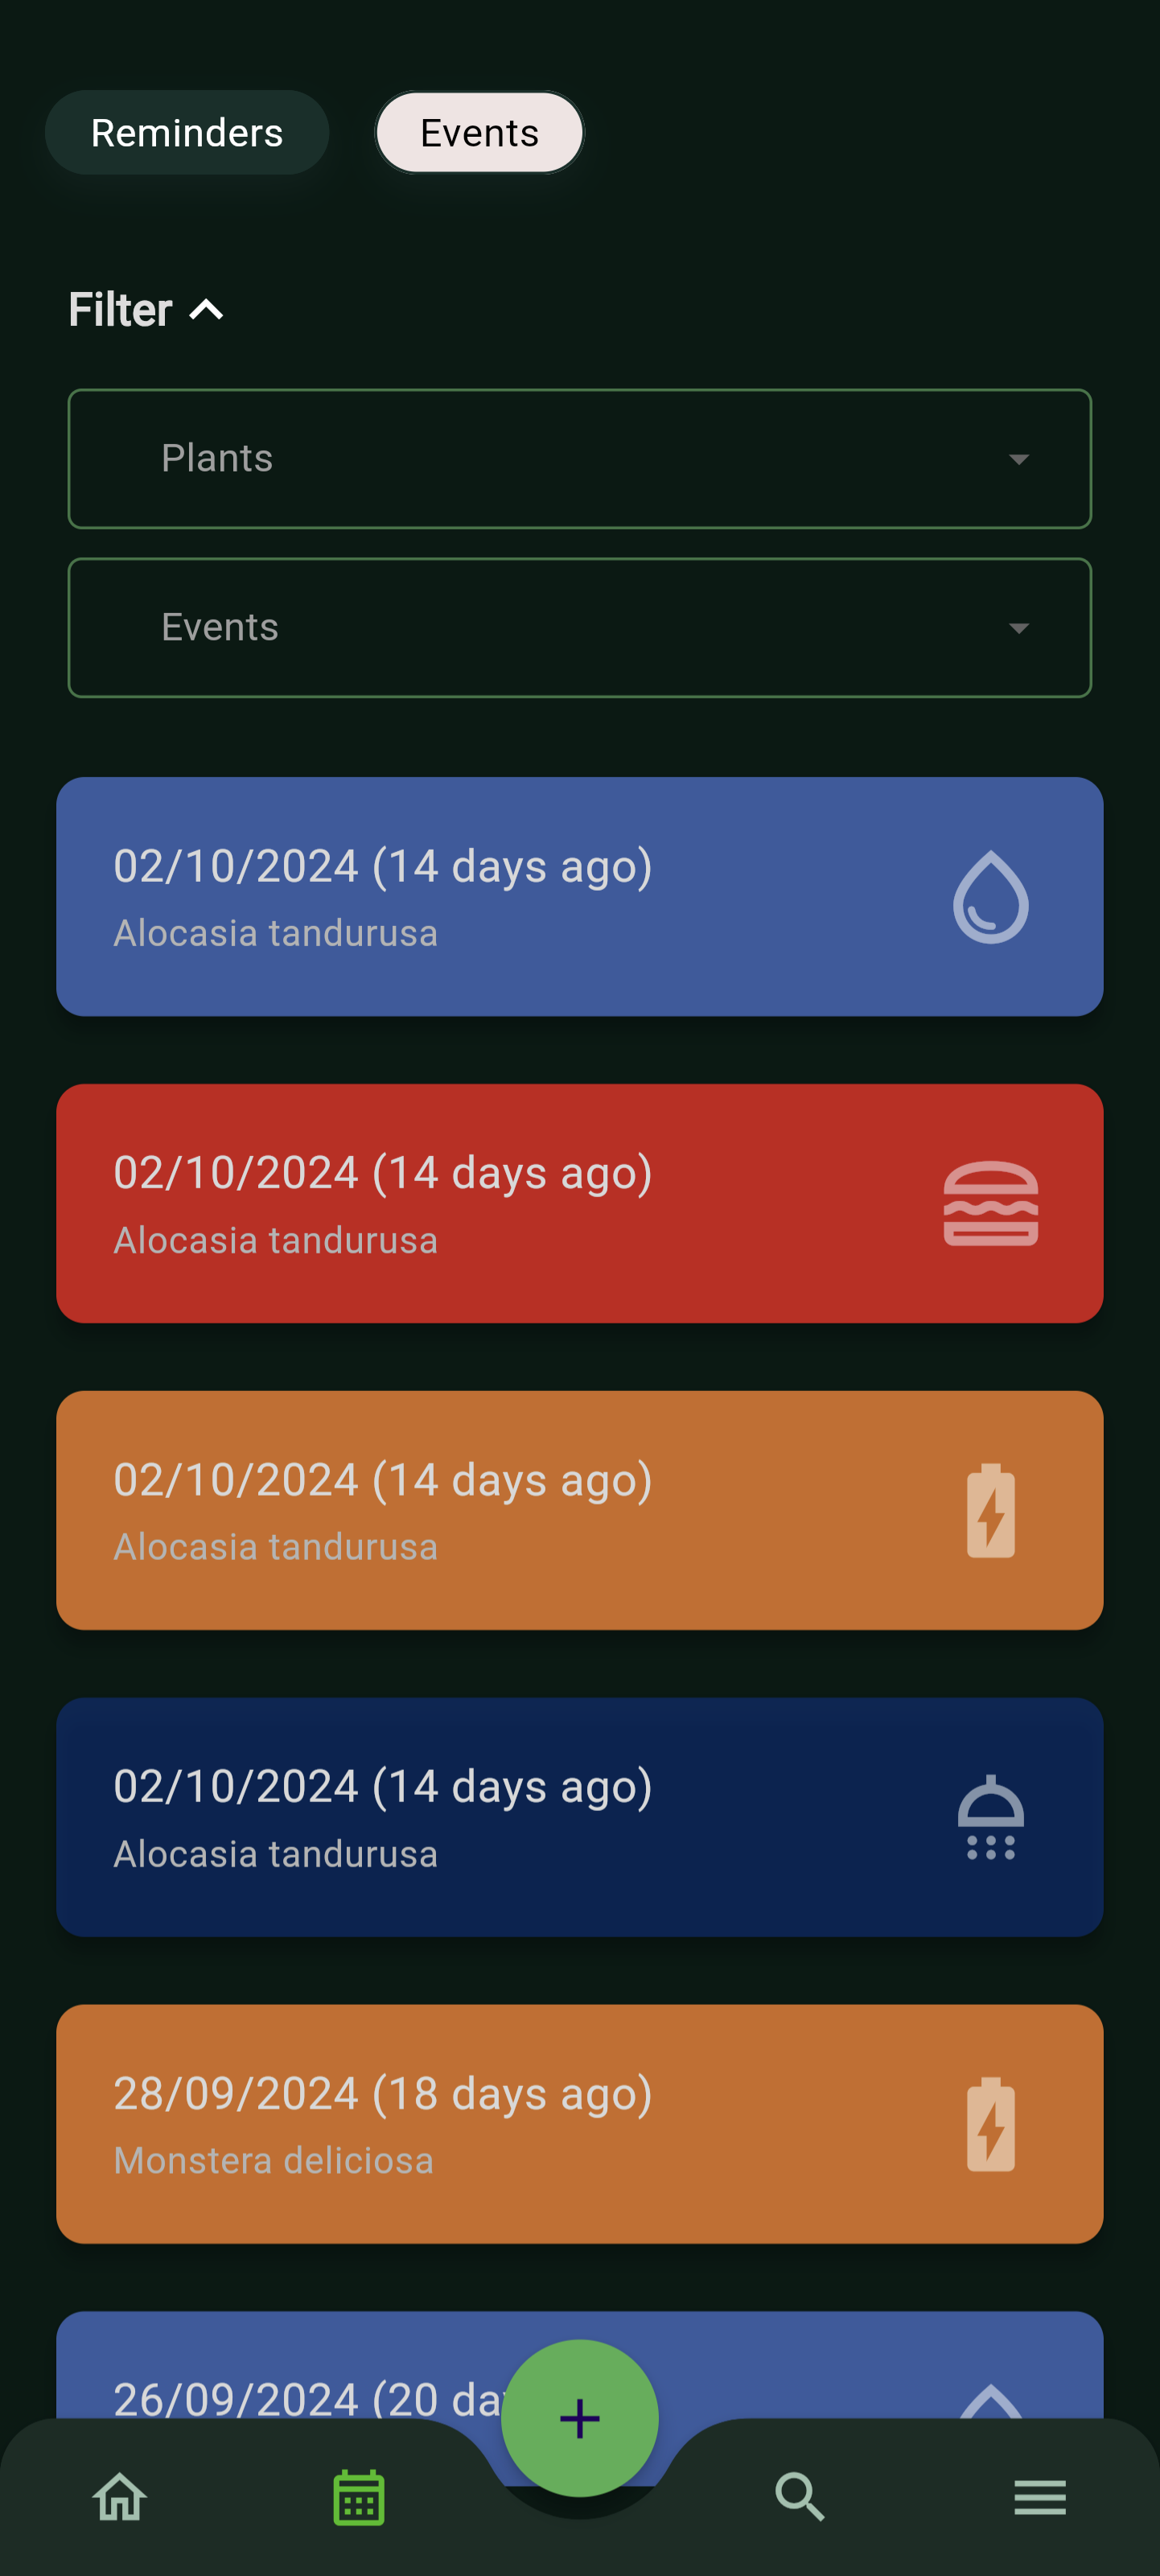 Reminders Events
Filter
Plants
Events
02/10/2024 (14 days ago)
Alocasia tandurusa
02/10/2024 (14 days ago)
Alocasia tandurusa
02/10/2024 (14 days ago)
Alocasia tandurusa
02/10/2024 (14 days ago)
Alocasia tandurusa
28/09/2024 (18 days ago)
Monstera deliciosa
26/09/2024 (20